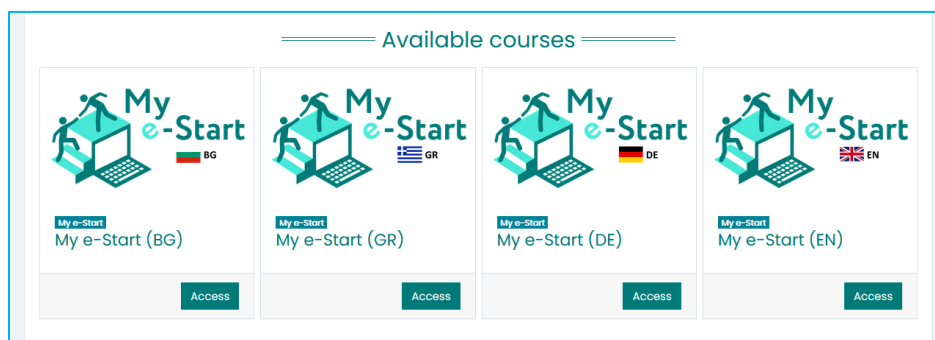 Available courses
My
e-Start
BG
My e-Start
My e-Start (BG)
Access
My
e-Start
GR
My e-Start
My e-Start (GR)
Access
My
e-Start
DE
My e-Start
My e-Start (DE)
Access
My
e-Start
EN
My e-Start
My e-Start (EN)
Access